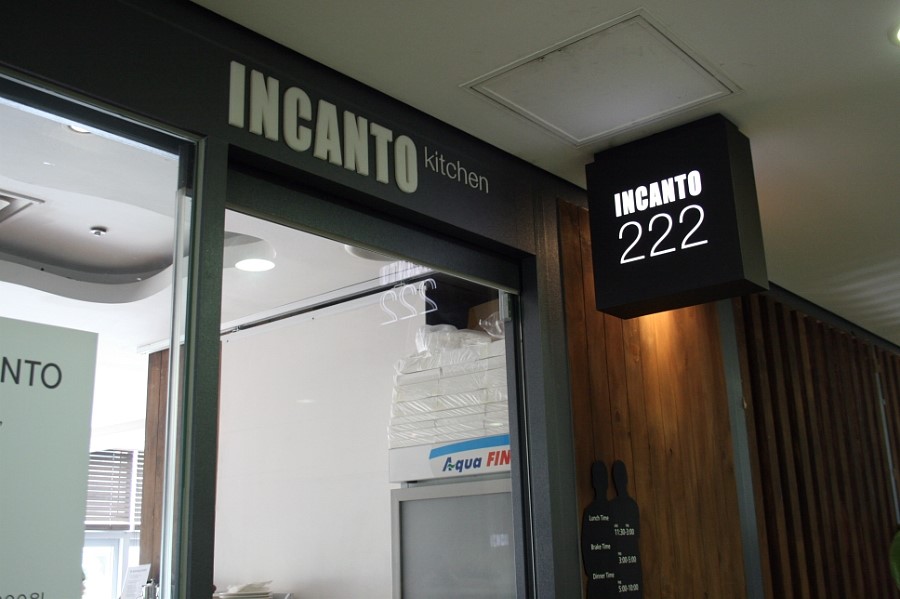 INCANTO kitchen
INCANTO
222
222
NTO
Aqua FIN
Lunch Time
11:30-3:00
Brake Time
3:00-5:00
Dinner Time
5:00-10:00